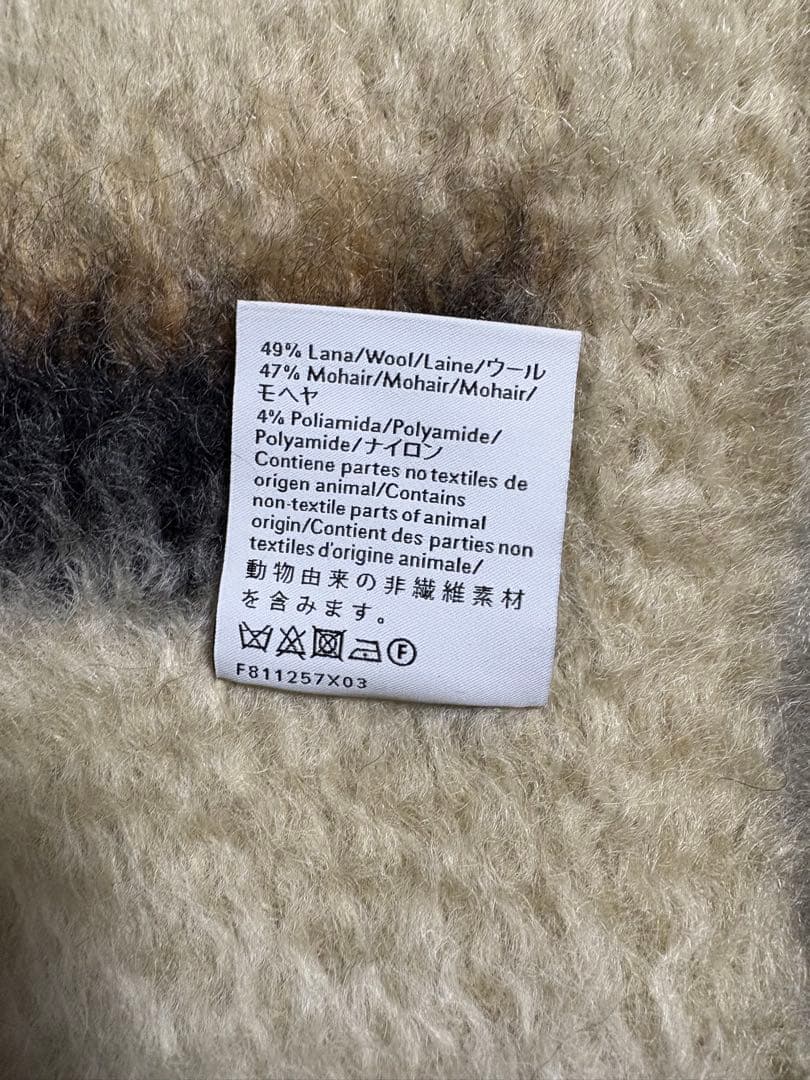 49% Lana/Wool/Laine/ウール
47% Mohair/Mohair/Mohair/
モヘヤ
4% Poliamida/Polyamide/
Polyamide/ナイロン
Contiene partes no textiles de
origen animal/Contains
non-textile parts of animal
origin/Contient des parties non
textiles d'origine animale/
動物由来の非繊維素材
を含みます。
F
F811257X03